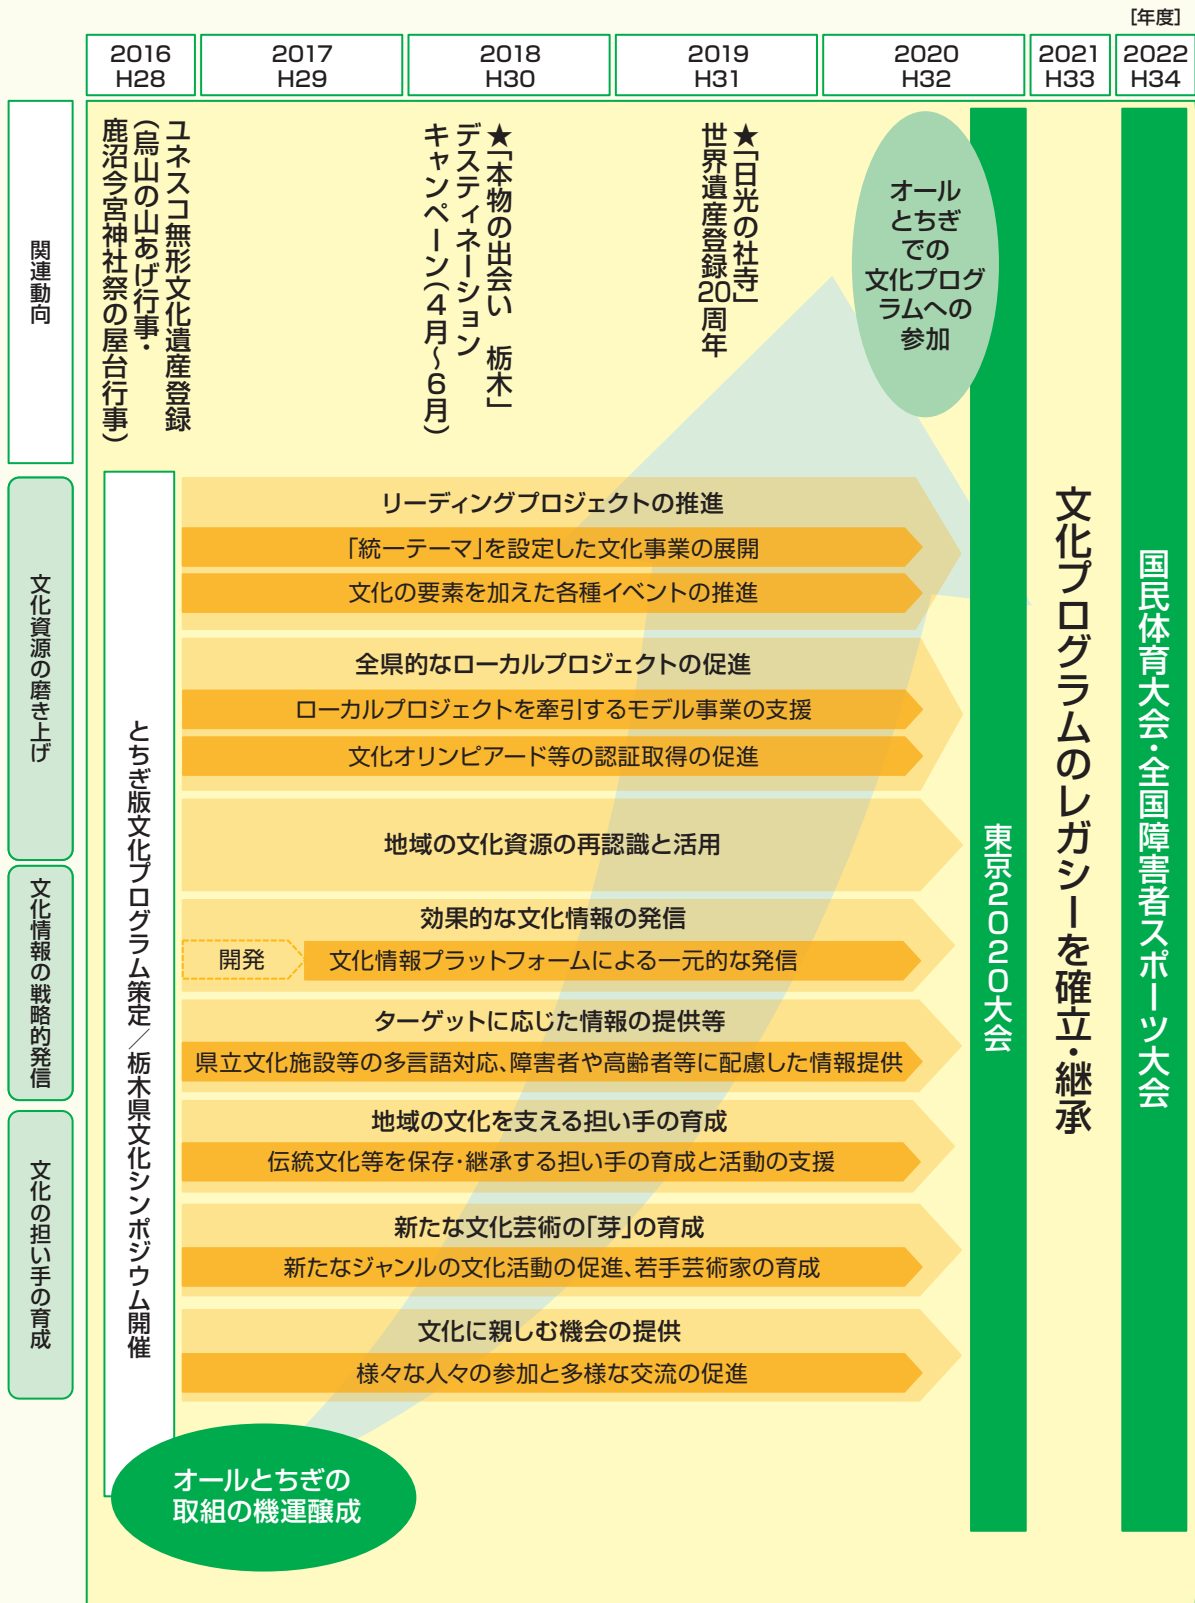 ［年度］
2016
H28
2017
H29
2018
H30
2019
H31
2020
H32
2021
H33
2022
H34
関連動向
ユネスコ無形文化遺産登録
（烏山の山あげ行事・
鹿沼今宮神社祭の屋台行事）
★「本物の出会い　栃木」
デスティネーション
キャンペーン（４月～６月）
★「日光の社寺」
世界遺産登録20周年
オール
とちぎ
での
文化プログ
ラムへの
参加
文化資源の磨き上げ
文化情報の戦略的発信
文化の担い手の育成
とちぎ版文化プログラム策定／栃木県文化シンポジウム開催
リーディングプロジェクトの推進
「統一テーマ」を設定した文化事業の展開
文化の要素を加えた各種イベントの推進
全県的なローカルプロジェクトの促進
ローカルプロジェクトを牽引するモデル事業の支援
文化オリンピアード等の認証取得の促進
地域の文化資源の再認識と活用
効果的な文化情報の発信
開発
文化情報プラットフォームによる一元的な発信
ターゲットに応じた情報の提供等
県立文化施設等の多言語対応、障害者や高齢者等に配慮した情報提供
地域の文化を支える担い手の育成
伝統文化等を保存・継承する担い手の育成と活動の支援
新たな文化芸術の「芽」の育成
新たなジャンルの文化活動の促進、若手芸術家の育成
文化に親しむ機会の提供
様々な人々の参加と多様な交流の促進
オールとちぎの
取組の機運醸成
東京２０２０大会
文化プログラムのレガシーを確立・継承
国民体育大会・全国障害者スポーツ大会